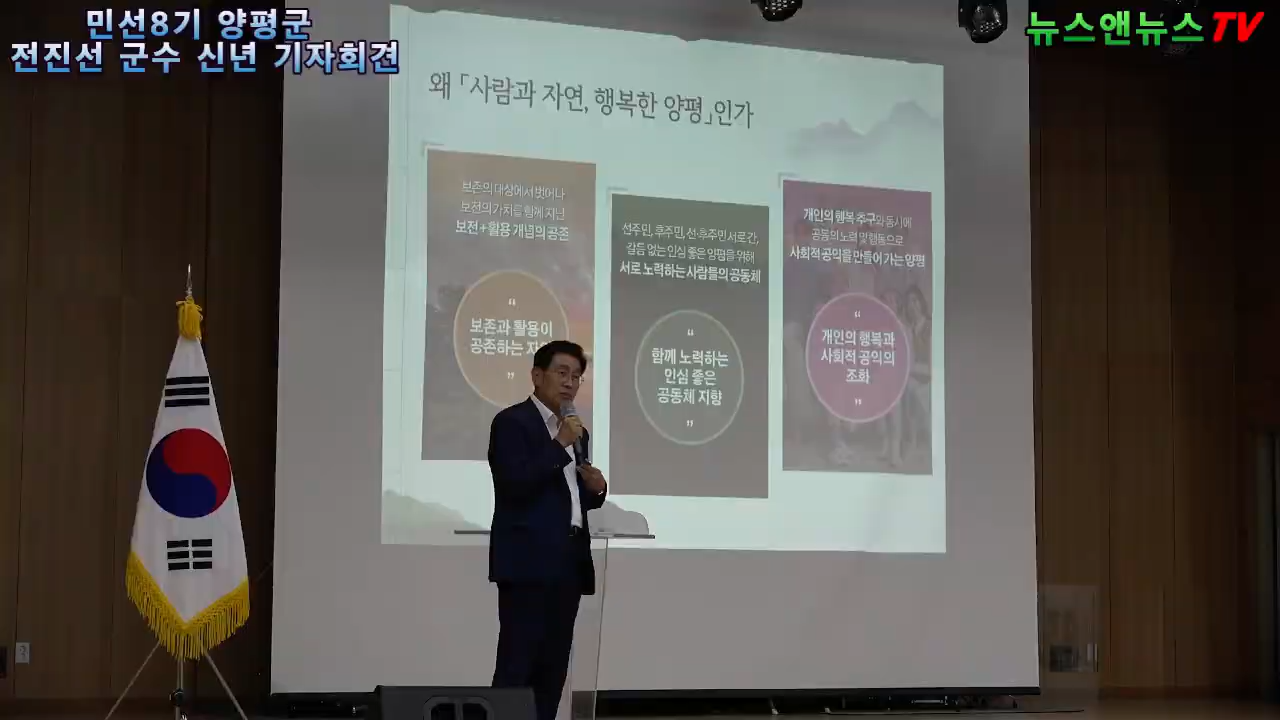 민선8기 양평군
전진선 군수 신년 기자회견
뉴스앤뉴스TV
왜 「사람과 자연, 행복한 양평」인가
보존의 대상에서 벗어나
보전의 가치를 함께 지닌
보전+활용 개념의 공존
“
보존과 활용이
공존하는
”
선주민, 후주민, 선·후주민 서로 간,
갈등 없는 인심 좋은 양평을 위해
서로 노력하는 사람들의 공동체
“
함께 노력하는
인심 좋은
공동체 지향
”
개인의 행복 추구와 동시에
공동의 노력 및 행동으로
사회적 공익을 만들어 가는 양평
“
개인의 행복과
사회적 공익의
조화
”